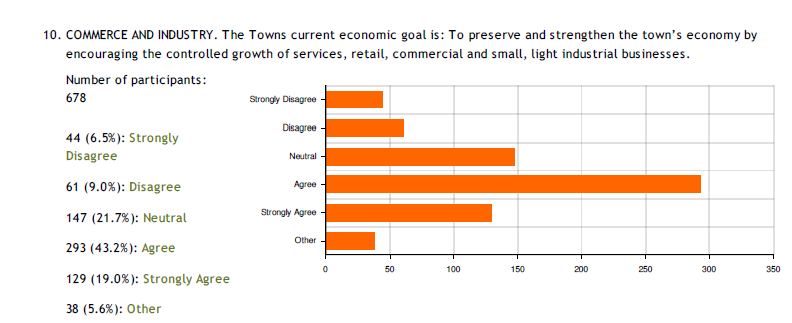 10. COMMERCE AND INDUSTRY. The Towns current economic goal is: To preserve and strengthen the town's economy by
encouraging the controlled growth of services, retail, commercial and small, light industrial businesses.
Number of participants:
678
44 (6.5%): Strongly
Disagree
61 (9.0%): Disagree
147 (21.7%): Neutral
293 (43.2%): Agree
129 (19.0%): Strongly Agree
38 (5.6%): Other
Strongly Disagree
Disagree
Neutral
Agree
Strongly Agree
Other
0 50 100 150 200 250 300 350